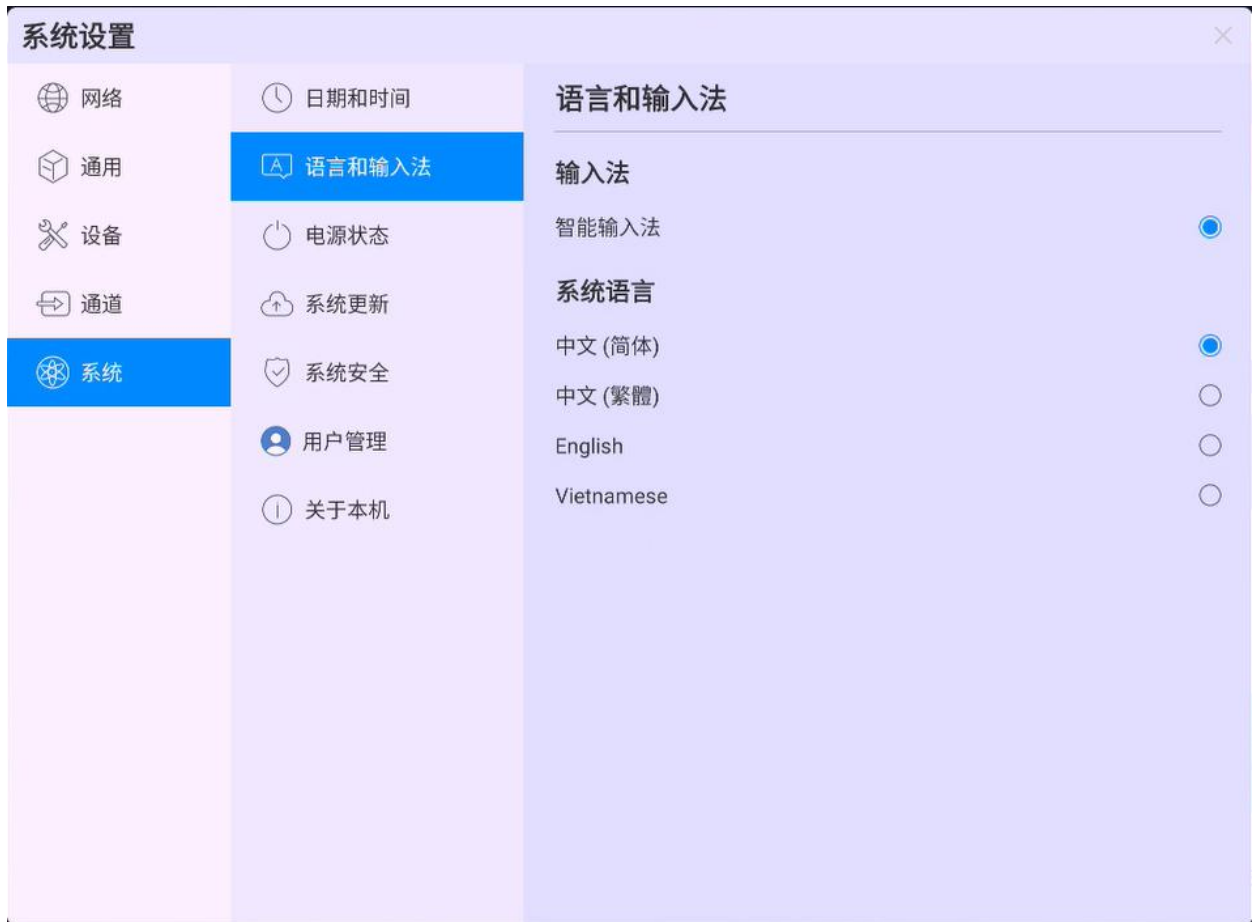 系统设置
网络
通用
设备
通道
系统
日期和时间
语言和输入法
电源状态
系统更新
系统安全
用户管理
关于本机
语言和输入法
输入法
智能输入法
系统语言
中文 (简体)
中文 (繁體)
English
Vietnamese